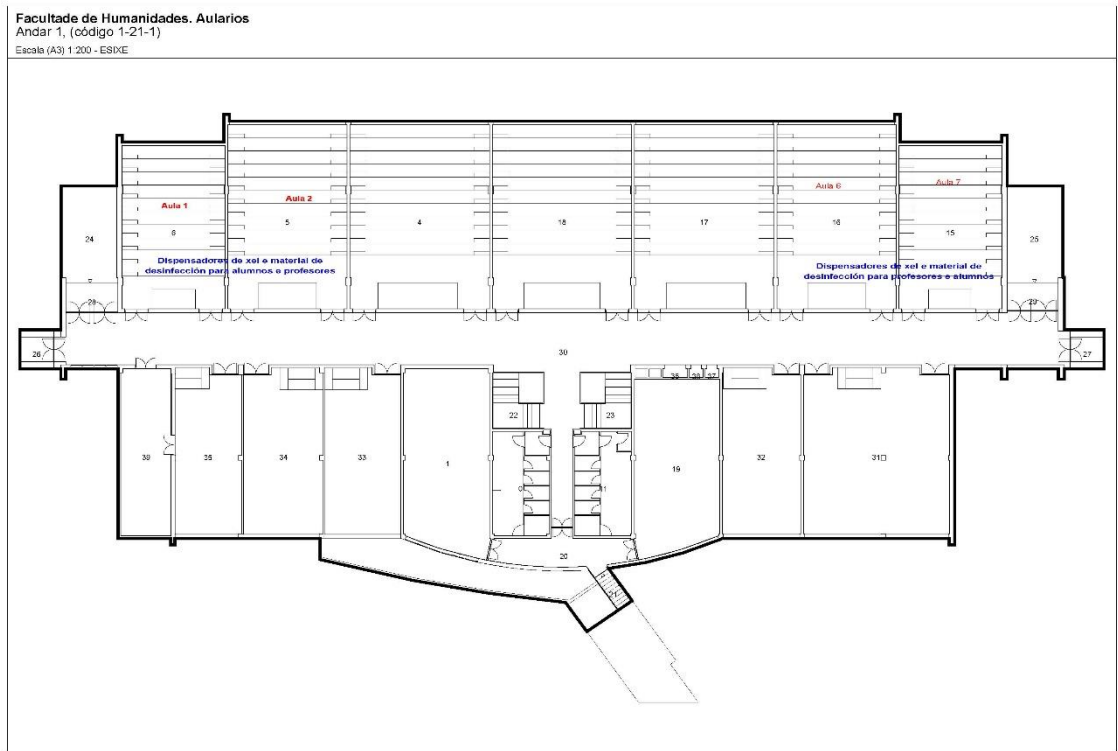 Facultade de Humanidades. Aularios
Andar 1, (código 1-21-1)
Escala (A3) 1:200 - ESIXE
Aula 1
Aula 2
Aula 6
Aula 7
24
5
4
18
17
16
15
25
Dispensadores de xel e material de
desinfección para alumnos e profesores
Dispensadores de xel e material de
desinfección para profesores e alumnos
28
29
26
30
27
22
23
35
34
33
1
19
32
31
20